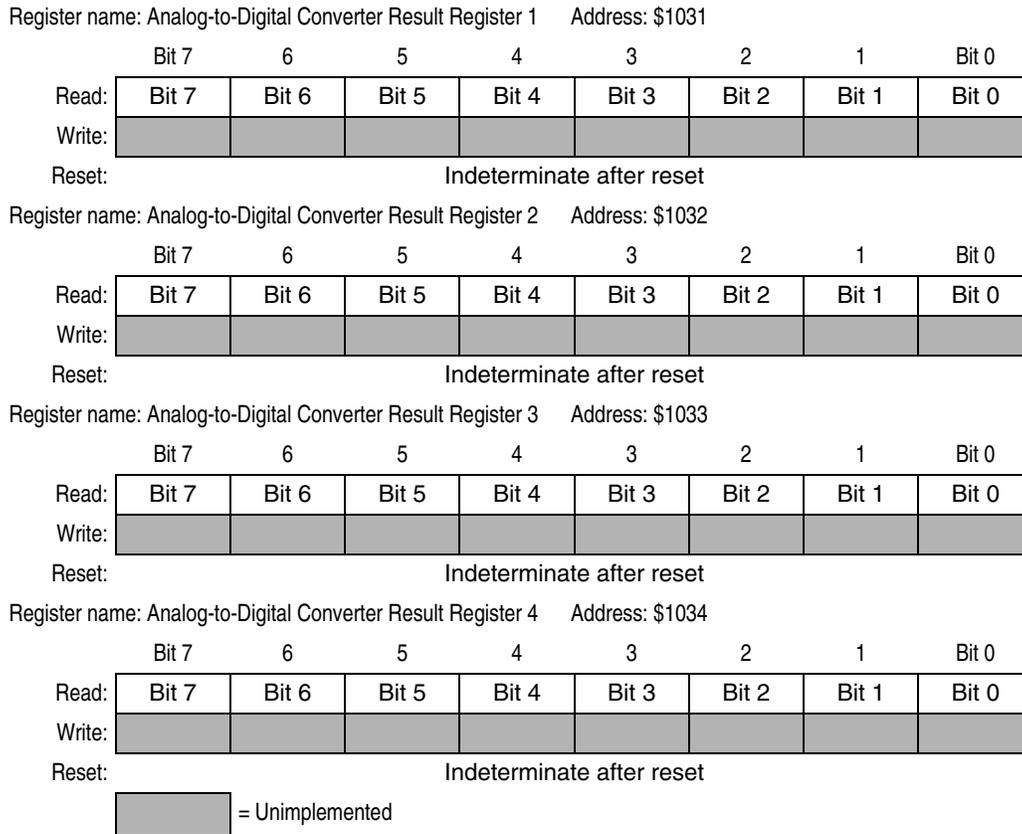 Register name: Analog-to-Digital Converter Result Register 1 Address: $1031
Bit 7 6 5 4 3 2 1 Bit 0
Read: Bit 7 Bit 6 Bit 5 Bit 4 Bit 3 Bit 2 Bit 1 Bit 0
Write:
Reset: Indeterminate after reset
Register name: Analog-to-Digital Converter Result Register 2 Address: $1032
Bit 7 6 5 4 3 2 1 Bit 0
Read: Bit 7 Bit 6 Bit 5 Bit 4 Bit 3 Bit 2 Bit 1 Bit 0
Write:
Reset: Indeterminate after reset
Register name: Analog-to-Digital Converter Result Register 3 Address: $1033
Bit 7 6 5 4 3 2 1 Bit 0
Read: Bit 7 Bit 6 Bit 5 Bit 4 Bit 3 Bit 2 Bit 1 Bit 0
Write:
Reset: Indeterminate after reset
Register name: Analog-to-Digital Converter Result Register 4 Address: $1034
Bit 7 6 5 4 3 2 1 Bit 0
Read: Bit 7 Bit 6 Bit 5 Bit 4 Bit 3 Bit 2 Bit 1 Bit 0
Write:
Reset: Indeterminate after reset
= Unimplemented